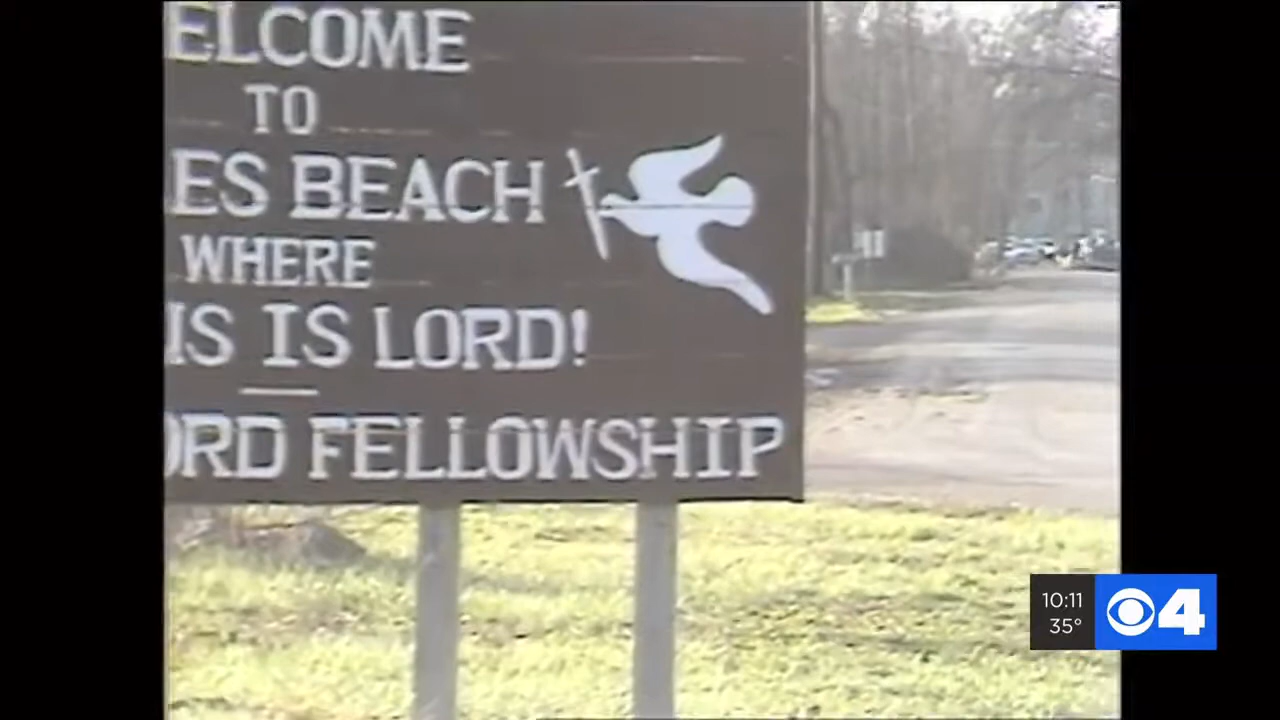 ELCOME
TO
ES BEACH
WHERE
IS IS LORD!
ORD FELLOWSHIP
10:11
35°
4